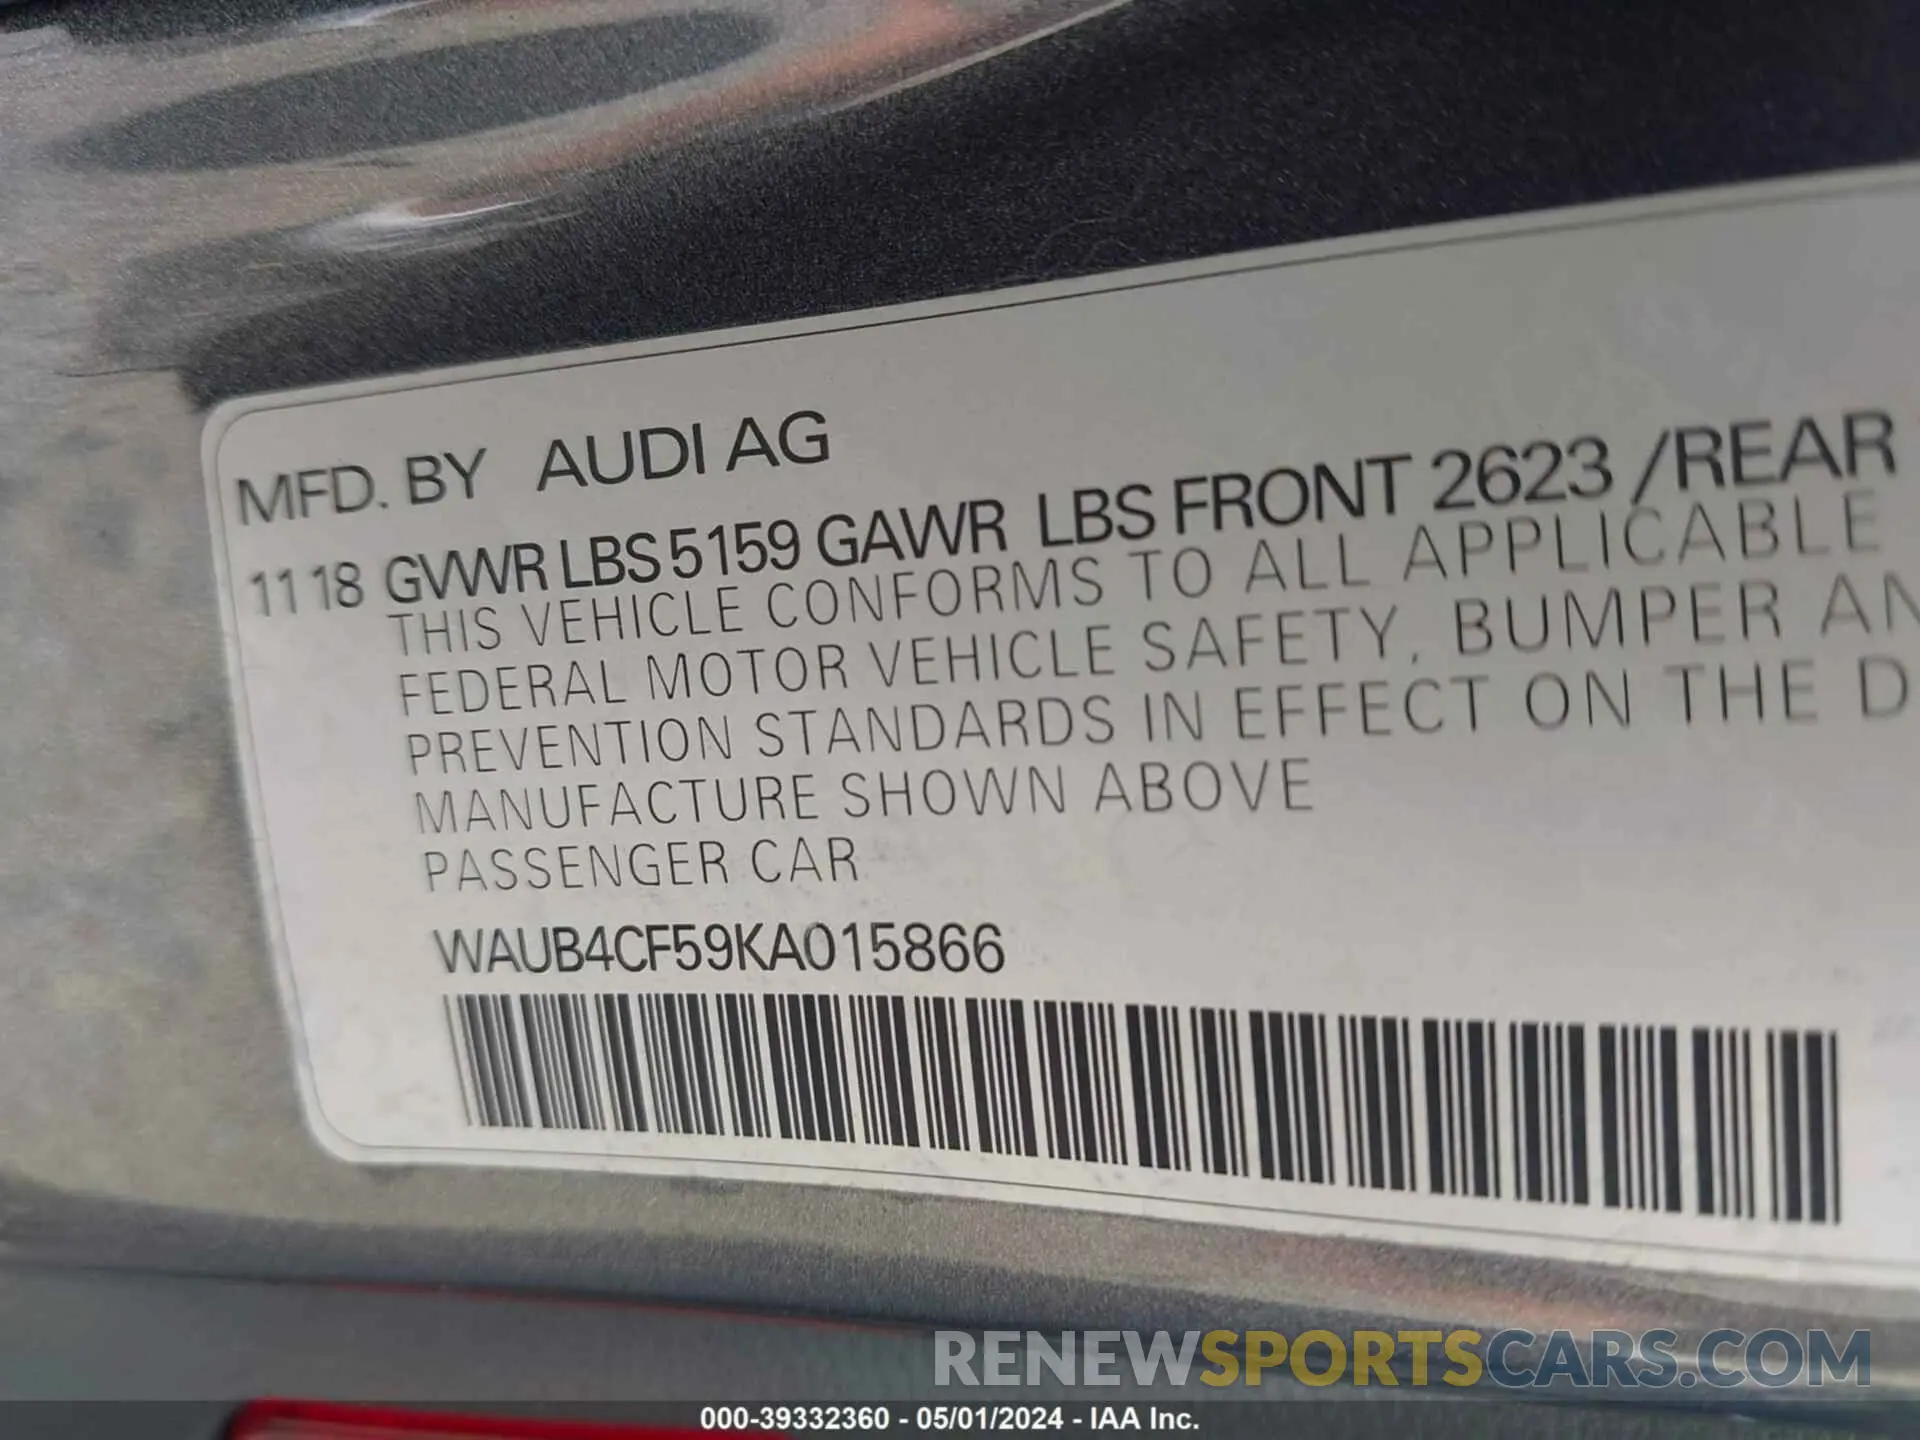 MFD. BY AUDI AG
11 18 GVWR LBS 5159 GAWR LBS FRONT 2623 /REAR
THIS VEHICLE CONFORMS TO ALL APPLICABLE
FEDERAL MOTOR VEHICLE SAFETY, BUMPER AN
PREVENTION STANDARDS IN EFFECT ON THE D
MANUFACTURE SHOWN ABOVE
PASSENGER CAR
WAUB4CF59KA015866
RENEWSPORTSCARS.COM
000-39332360 - 05/01/2024 - IAA Inc.